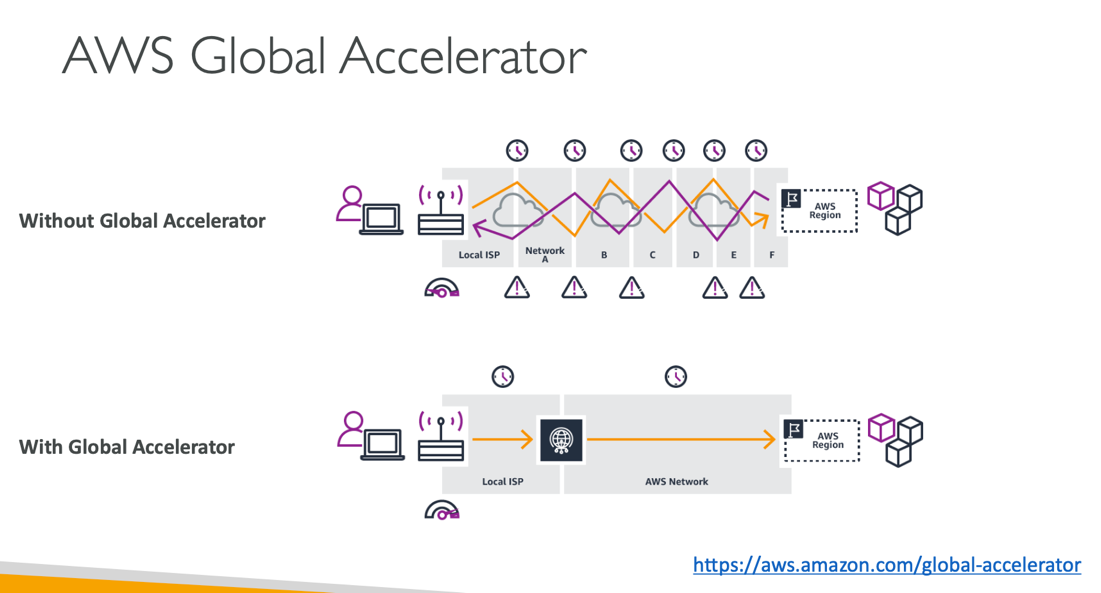 AWS Global Accelerator
Without Global Accelerator
Local ISP
Network
A
B
C
D
E
F
AWS
Region
With Global Accelerator
Local ISP
AWS Network
AWS
Region
https://aws.amazon.com/global-accelerator